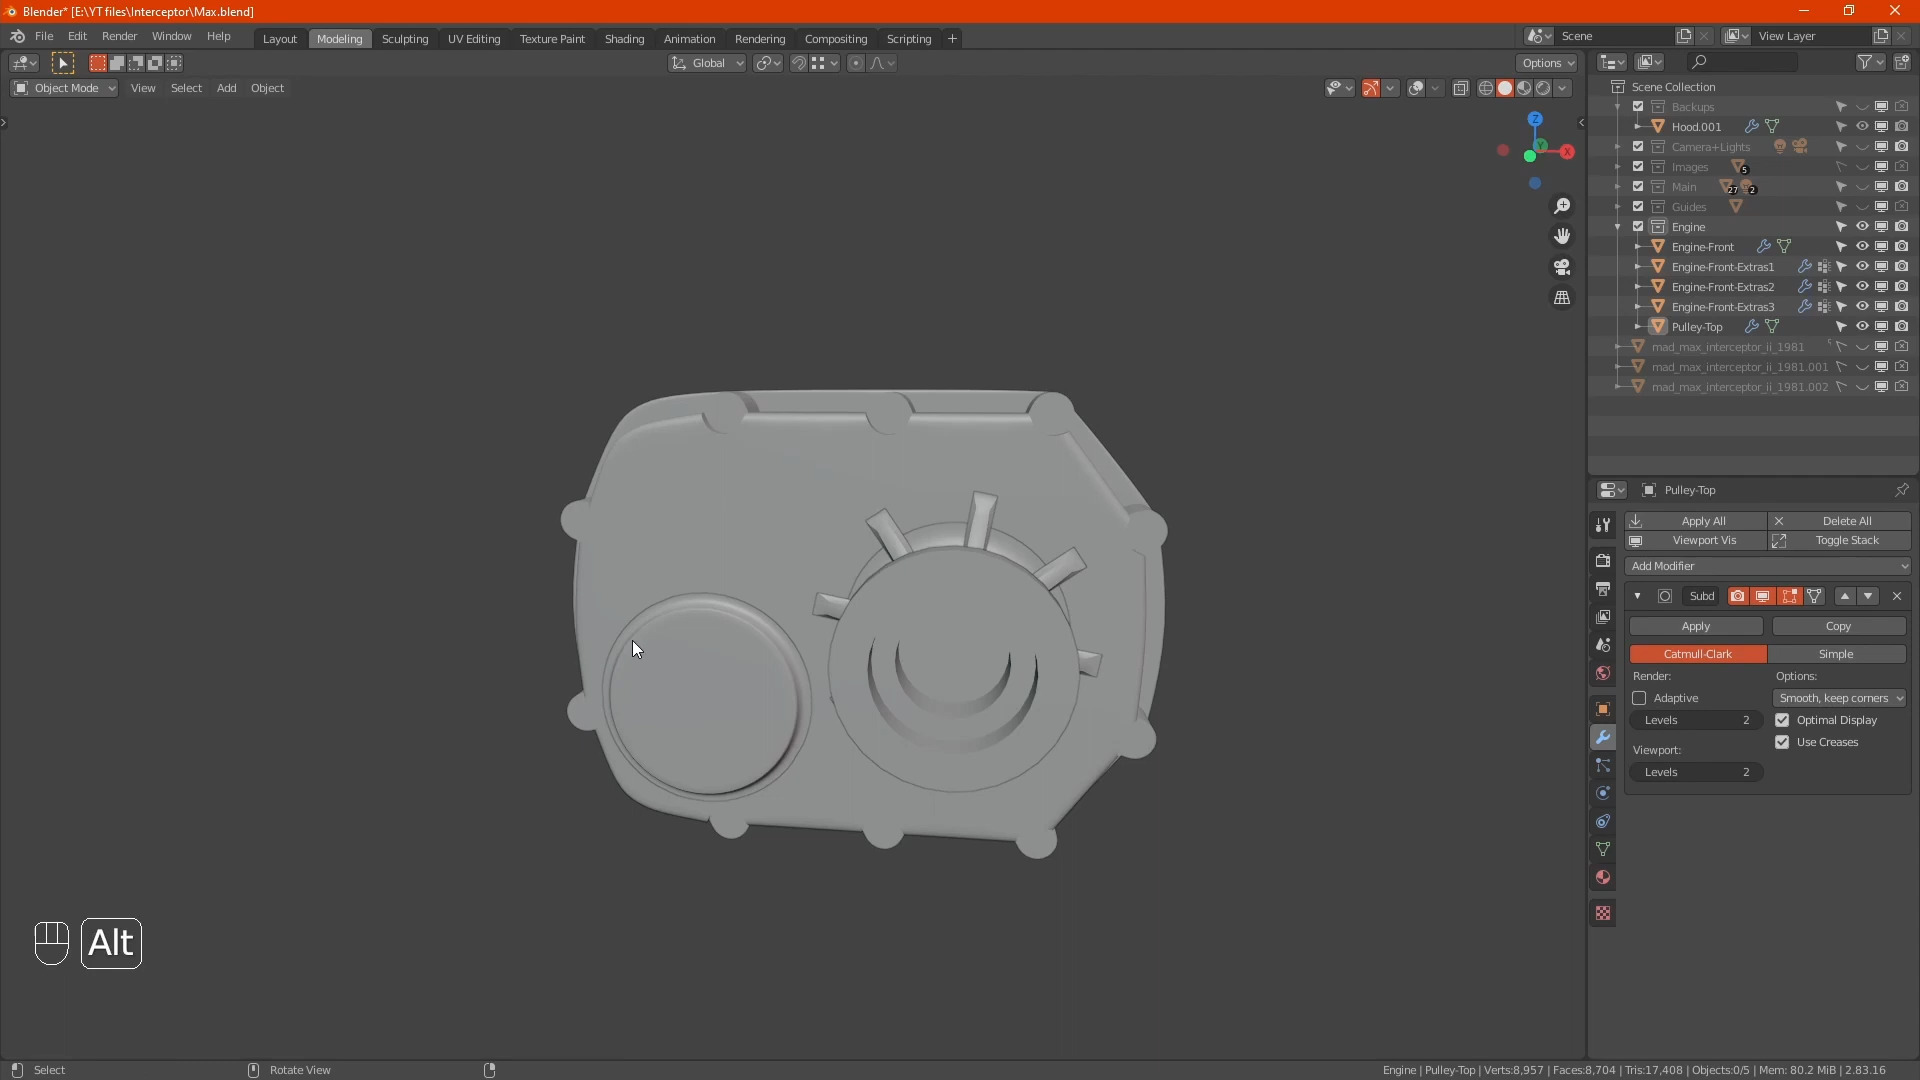 Blender* [E:\YT files\Interceptor\Max.blend]
File Edit Render Window Help Layout Modeling Sculpting UV Editing Texture Paint Shading Animation Rendering Compositing Scripting + Scene View Layer
Global Options
Object Mode View Select Add Object
Z
Y
X
Scene Collection
Backups
Hood.001
Camera+Lights
Images 5
Main 27 2
Guides
Engine
Engine-Front
Engine-Front-Extras1
Engine-Front-Extras2
Engine-Front-Extras3
Pulley-Top
mad_max_interceptor_ii_1981
mad_max_interceptor_ii_1981.001
mad_max_interceptor_ii_1981.002
Pulley-Top
Apply All Delete All
Viewport Vis Toggle Stack
Add Modifier
Subd
Apply Copy
Catmull-Clark Simple
Render: Options:
Adaptive Smooth, keep corners
Levels 2 Optimal Display
Use Creases
Viewport:
Levels 2
Alt
Select Rotate View Engine | Pulley-Top | Verts:8,957 | Faces:8,704 | Tris:17,408 | Objects:0/5 | Mem: 80.2 MiB | 2.83.16